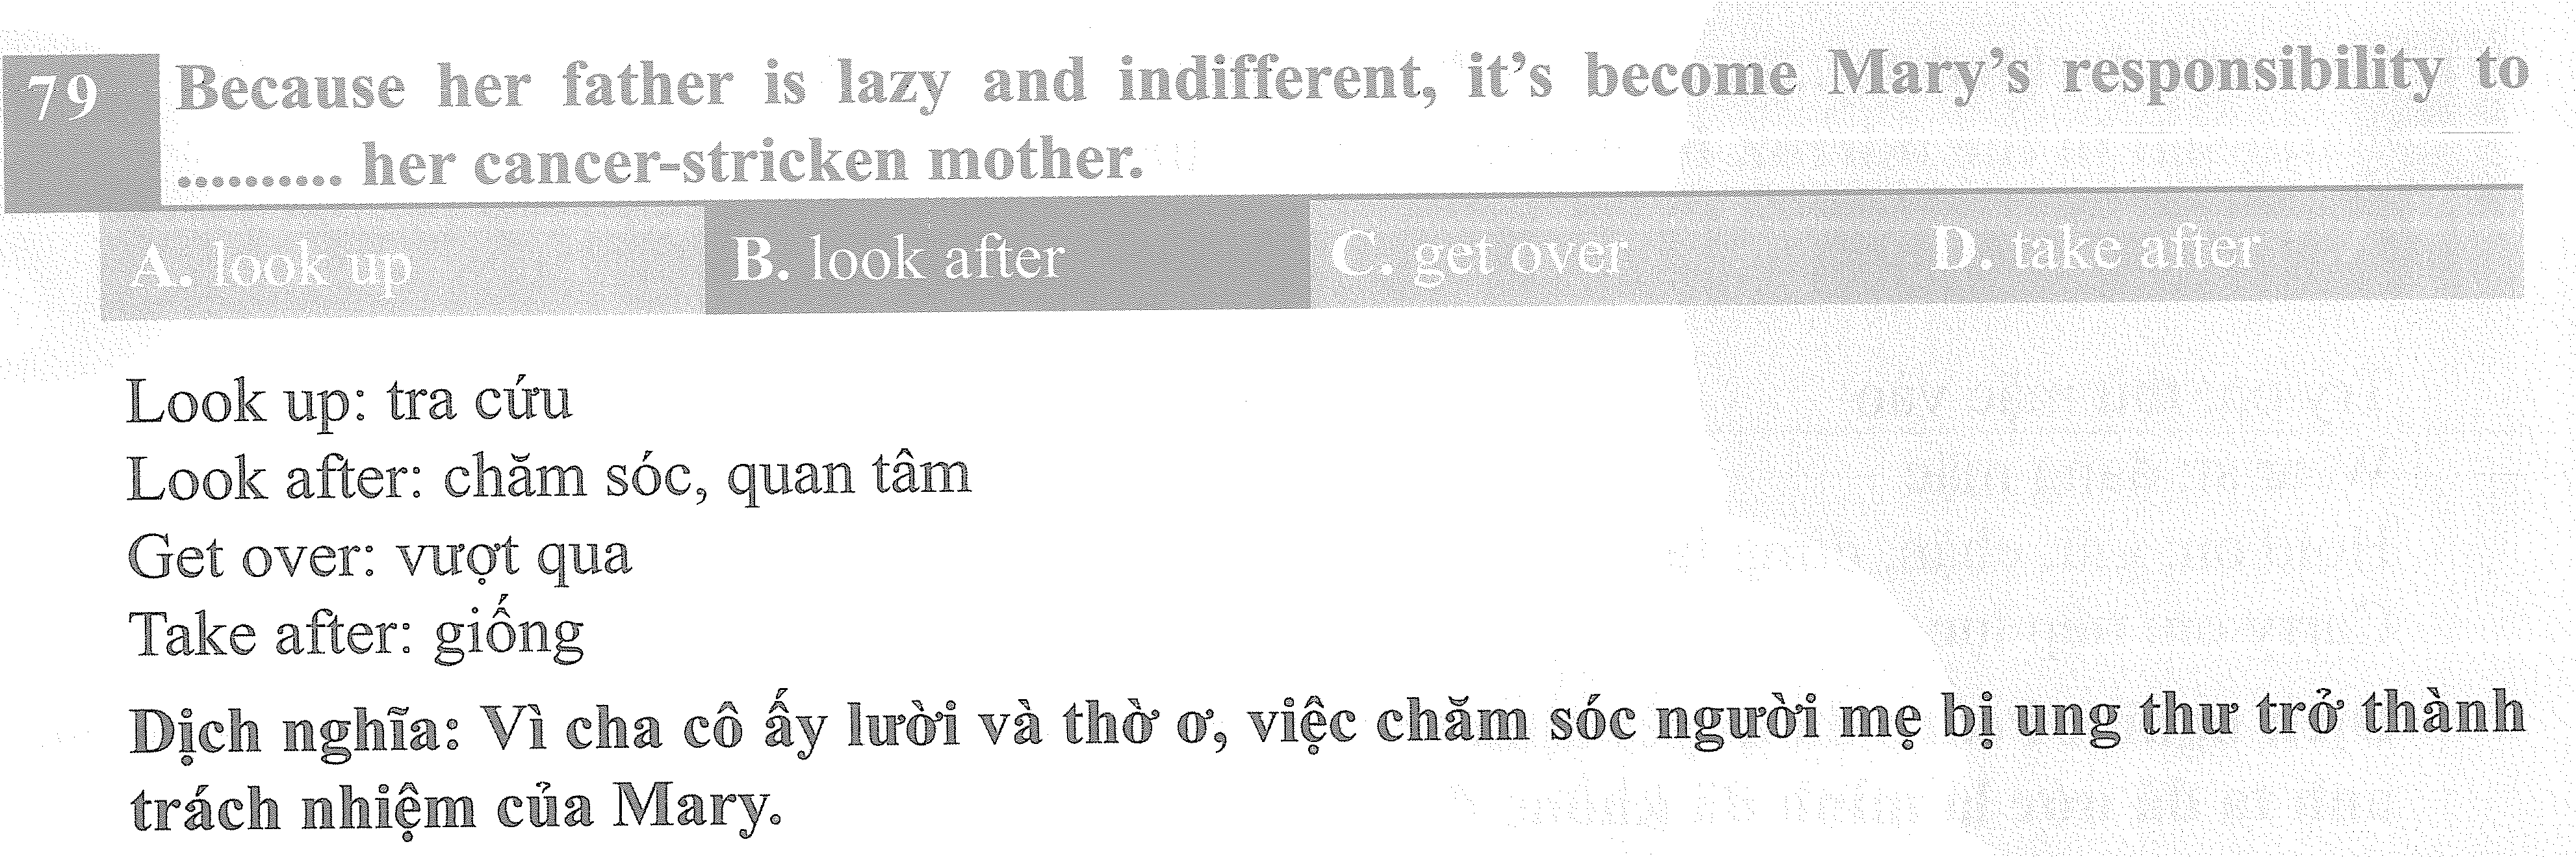 79 Because her father is lazy and indifferent, it's become Mary's responsibility to
.......... her cancer-stricken mother.
A. look up B. look after C. get over D. take after
Look up: tra cứu
Look after: chăm sóc, quan tâm
Get over: vượt qua
Take after: giống
Dịch nghĩa: Vì cha cô ấy lười và thờ ơ, việc chăm sóc người mẹ bị ung thư trở thành
trách nhiệm của Mary.